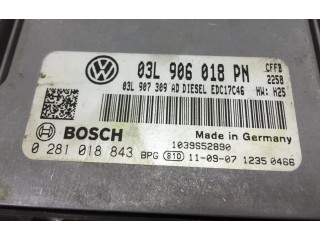 03L 906 018 PN CFFB
03L 907 309 AD DIESEL EDC17C46 2258
HW: H25
BOSCH
Made in Germany
1039S52890
0 281 018 843 BPG 81D 11-09-07 1235 0466